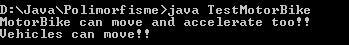 D:\Java\Polimorfisme>java TestMotorBike
MotorBike can move and accelerate too!!
Vehicles can move!!